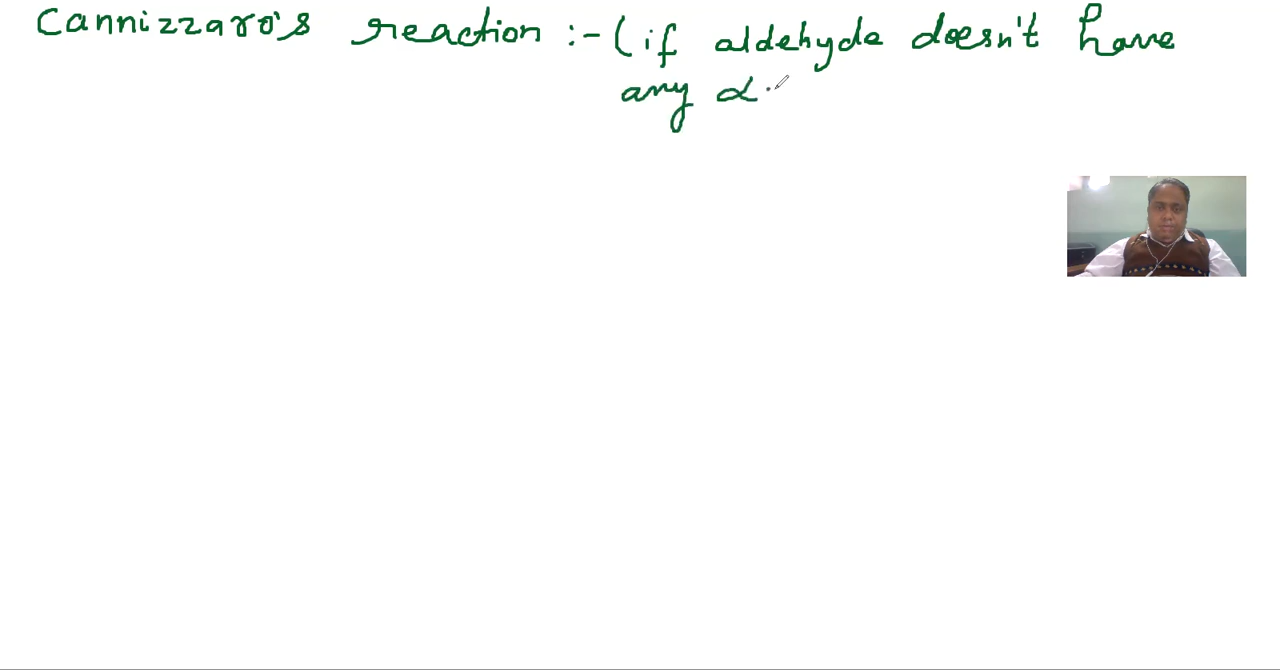 Cannizzaro's reaction :- (if aldehyde doesn't have
any α